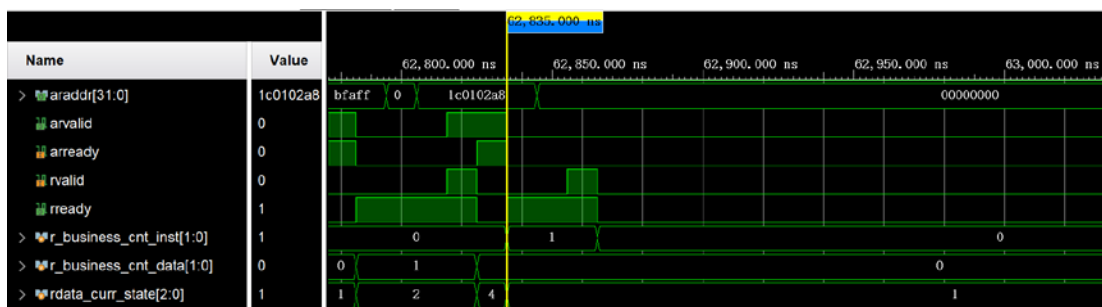 62,835.000 ns
Name Value 62,800.000 ns 62,850.000 ns 62,900.000 ns 62,950.000 ns 63,000.000 ns
araddr[31:0] 1c0102a8 bfaff 0 1c0102a8 00000000
arvalid 0
arready 0
rvalid 0
rready 1
r_business_cnt_inst[1:0] 1 0 1 0
r_business_cnt_data[1:0] 0 0 1 0
rdata_curr_state[2:0] 1 1 2 4 1